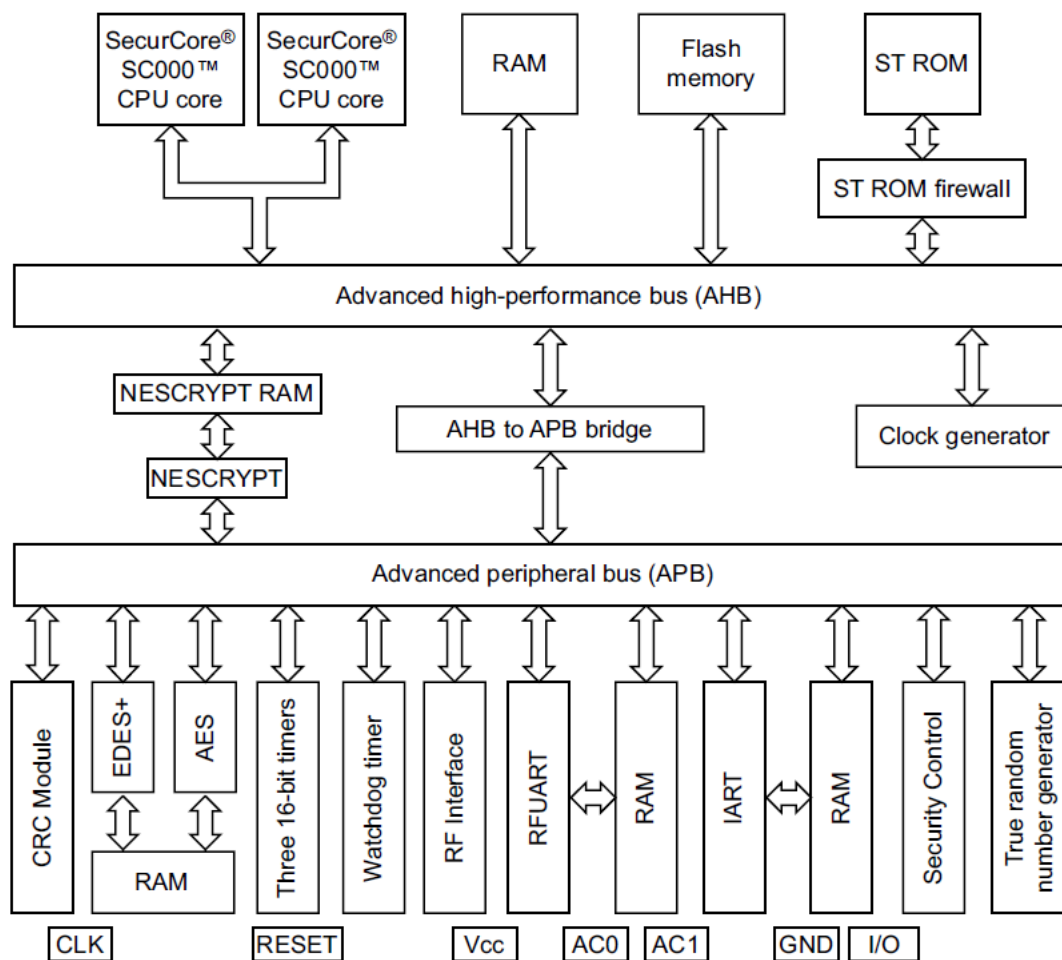 SecurCore®
SC000™
CPU core
SecurCore®
SC000™
CPU core
RAM
Flash
memory
ST ROM
ST ROM firewall
Advanced high-performance bus (AHB)
NESCRYPT RAM
AHB to APB bridge
Clock generator
NESCRYPT
Advanced peripheral bus (APB)
CRC Module
EDES+
AES
RAM
Three 16-bit timers
Watchdog timer
RF Interface
RFUART
RAM
IART
RAM
Security Control
True random
number generator
CLK
RESET
Vcc
AC0
AC1
GND
I/O